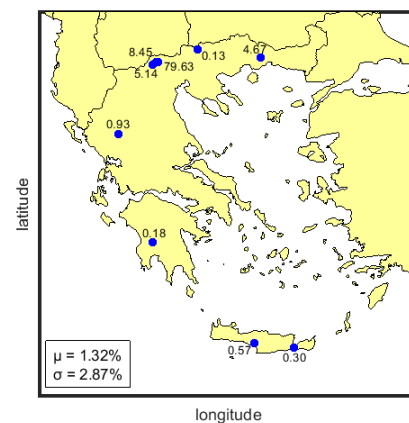 8.45
5.14
79.63
0.13
4.67
0.93
0.18
0.57
0.30
latitude
μ = 1.32%
σ = 2.87%
longitude